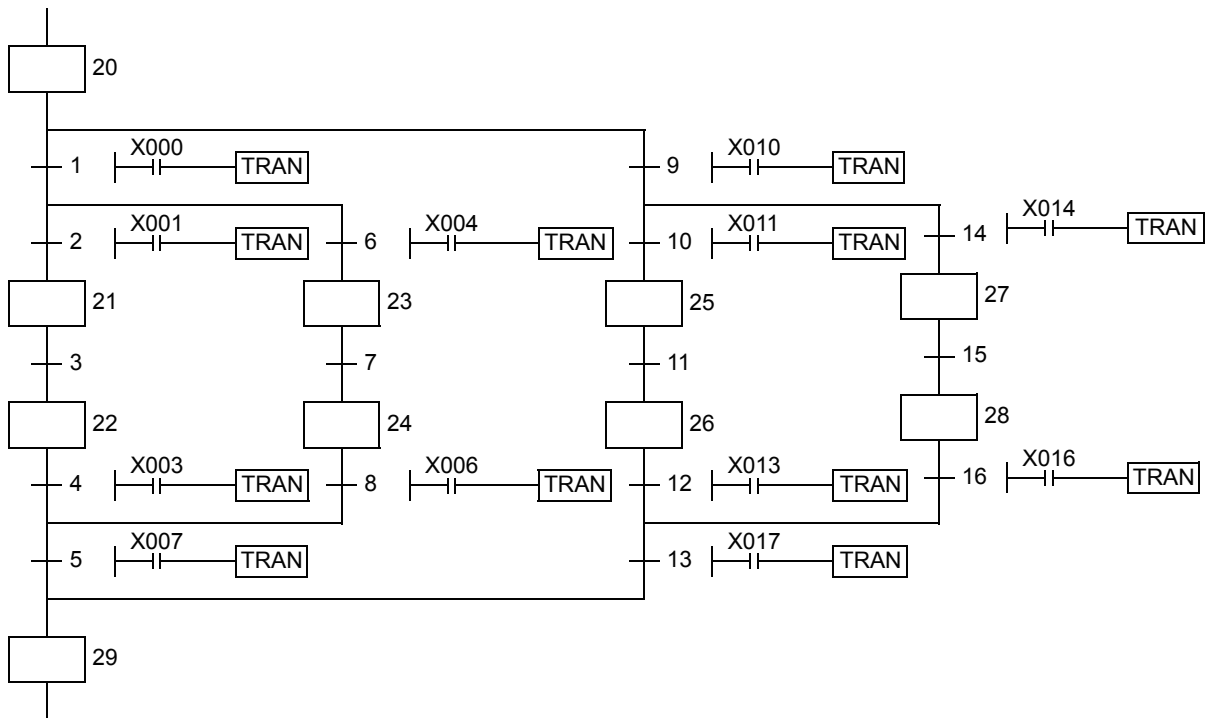 20
X000 X010
1 TRAN 9 TRAN
X014
X001 X004 X011
2 TRAN 6 TRAN 10 TRAN 14 TRAN
21 23 25 27
3 7 11 15
22 24 26 28
X003 X006 X013 X016
4 TRAN 8 TRAN 12 TRAN 16 TRAN
X007 X017
5 TRAN 13 TRAN
29